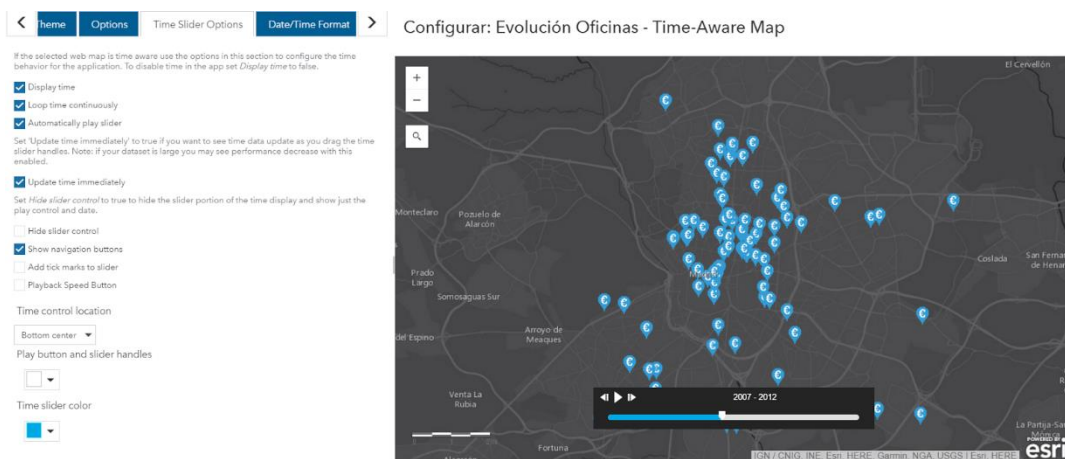 heme
Options
Time Slider Options
Date/Time Format
Configurar: Evolución Oficinas - Time-Aware Map
If the selected web map is time aware use the options in this section to configure the time
behavior for the application. To disable time in the app set Display time to false.
Display time
Loop time continuously
Automatically play slider
Set 'Update time immediately' to true if you want to see time data update as you drag the time
slider handles. Note: if your dataset is large you may see performance decrease with this
enabled.
Update time immediately
Set Hide slider control to true to hide the slider portion of the time display and show just the
play control and date.
Hide slider control
Show navigation buttons
Add tick marks to slider
Playback Speed Button
Time control location
Bottom center
Play button and slider handles
Time slider color
El Cervellón
Monteclaro
Pozuelo de
Alarcón
Coslada
San Ferna
de Henar
Prado
Largo
Somosaguas Sur
del Espino
Arroyo de
Meaques
Venta La
Rubia
2007 - 2012
La Partija-San
Mónica
Fortuna
IGN / CNIG, INE, Esri, HERE, Garmin, NGA, USGS | Esri, HERE
POWERED BY
esri